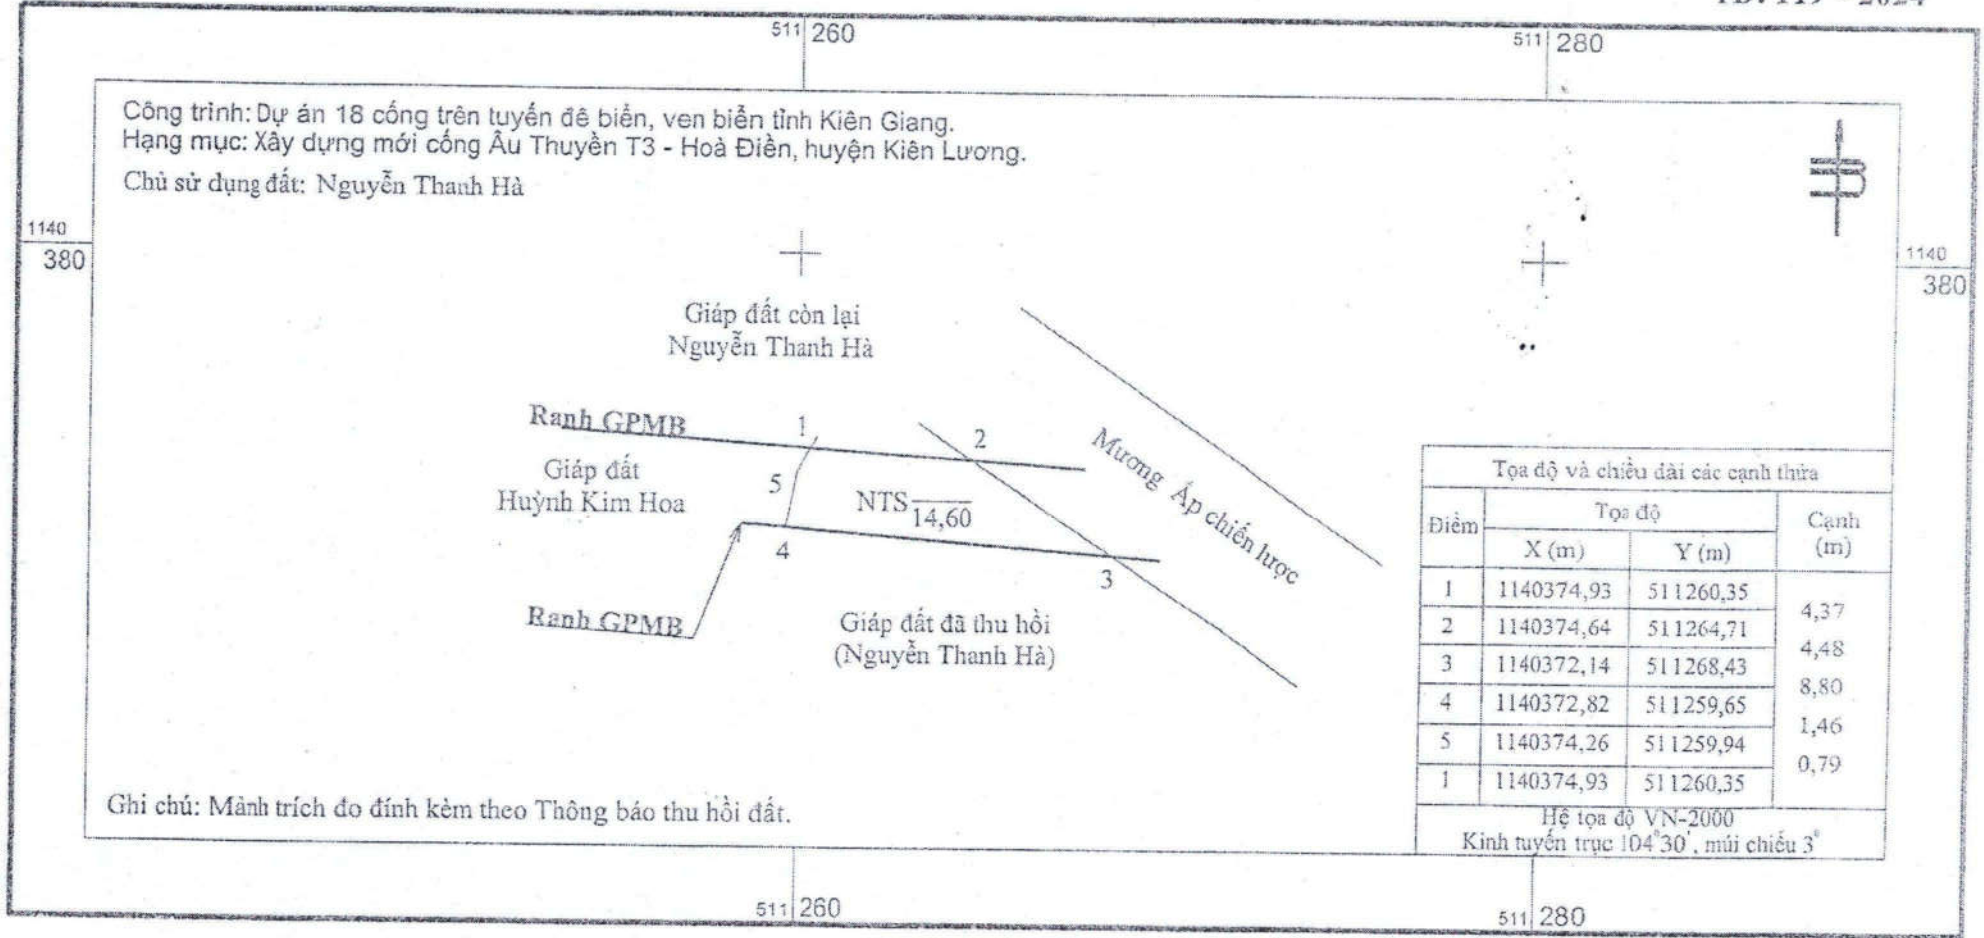 511 260
511 280
Công trình: Dự án 18 cống trên tuyến đê biển, ven biển tỉnh Kiên Giang.
Hạng mục: Xây dựng mới cống Âu Thuyền T3 - Hoà Điền, huyện Kiên Lương.
Chủ sử dụng đất: Nguyễn Thanh Hà
B
1140
380
1140
380
Giáp đất còn lại
Nguyễn Thanh Hà
Ranh GPMB
1
2
Mương Áp chiến lược
Giáp đất
Huỳnh Kim Hoa
5
NTS
14,60
4
3
Ranh GPMB
Giáp đất đã thu hồi
(Nguyễn Thanh Hà)
Tọa độ và chiều dài các cạnh thửa
Điểm Tọa độ Cạnh (m)
X (m) Y (m)
1 1140374,93 511260,35
4,37
2 1140374,64 511264,71
4,48
3 1140372,14 511268,43
8,80
4 1140372,82 511259,65
1,46
5 1140374,26 511259,94
0,79
1 1140374,93 511260,35
Hệ tọa độ VN-2000
Kinh tuyến trục 104°30', múi chiếu 3°
Ghi chú: Mảnh trích đo đính kèm theo Thông báo thu hồi đất.
511 260
511 280